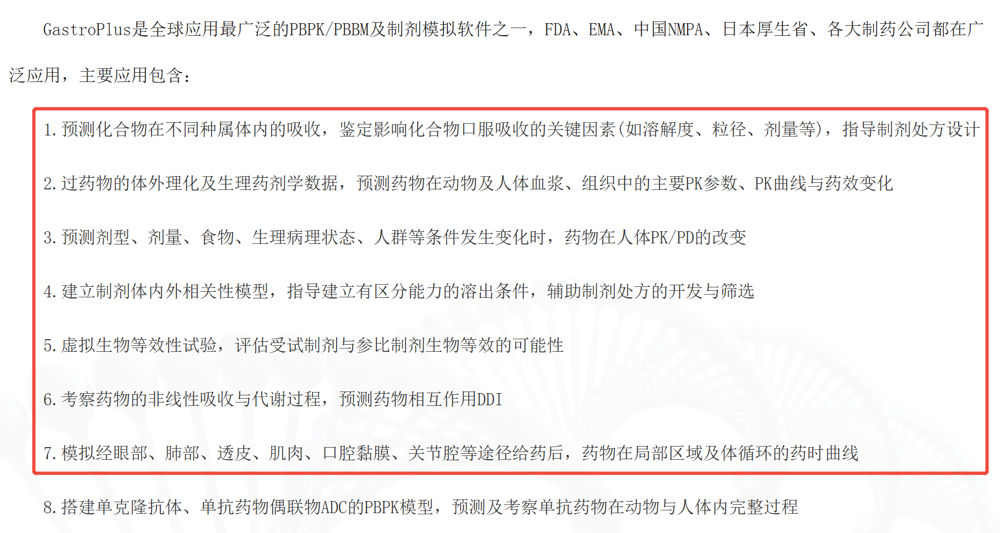 GastroPlus是全球应用最广泛的PBPK/PBBM及制剂模拟软件之一，FDA、EMA、中国NMPA、日本厚生省、各大制药公司都在广
泛应用，主要应用包含：
1.预测化合物在不同种属体内的吸收，鉴定影响化合物口服吸收的关键因素(如溶解度、粒径、剂量等)，指导制剂处方设计
2.过药物的体外理化及生理药剂学数据，预测药物在动物及人体血浆、组织中的主要PK参数、PK曲线与药效变化
3.预测剂型、剂量、食物、生理病理状态、人群等条件发生变化时，药物在人体PK/PD的改变
4.建立制剂体内外相关性模型，指导建立有区分能力的溶出条件，辅助制剂处方的开发与筛选
5.虚拟生物等效性试验，评估受试制剂与参比制剂生物等效的可能性
6.考察药物的非线性吸收与代谢过程，预测药物相互作用DDI
7.模拟经眼部、肺部、透皮、肌肉、口腔黏膜、关节腔等途径给药后，药物在局部区域及体循环的药时曲线
8.搭建单克隆抗体、单抗药物偶联物ADC的PBPK模型，预测及考察单抗药物在动物与人体内完整过程